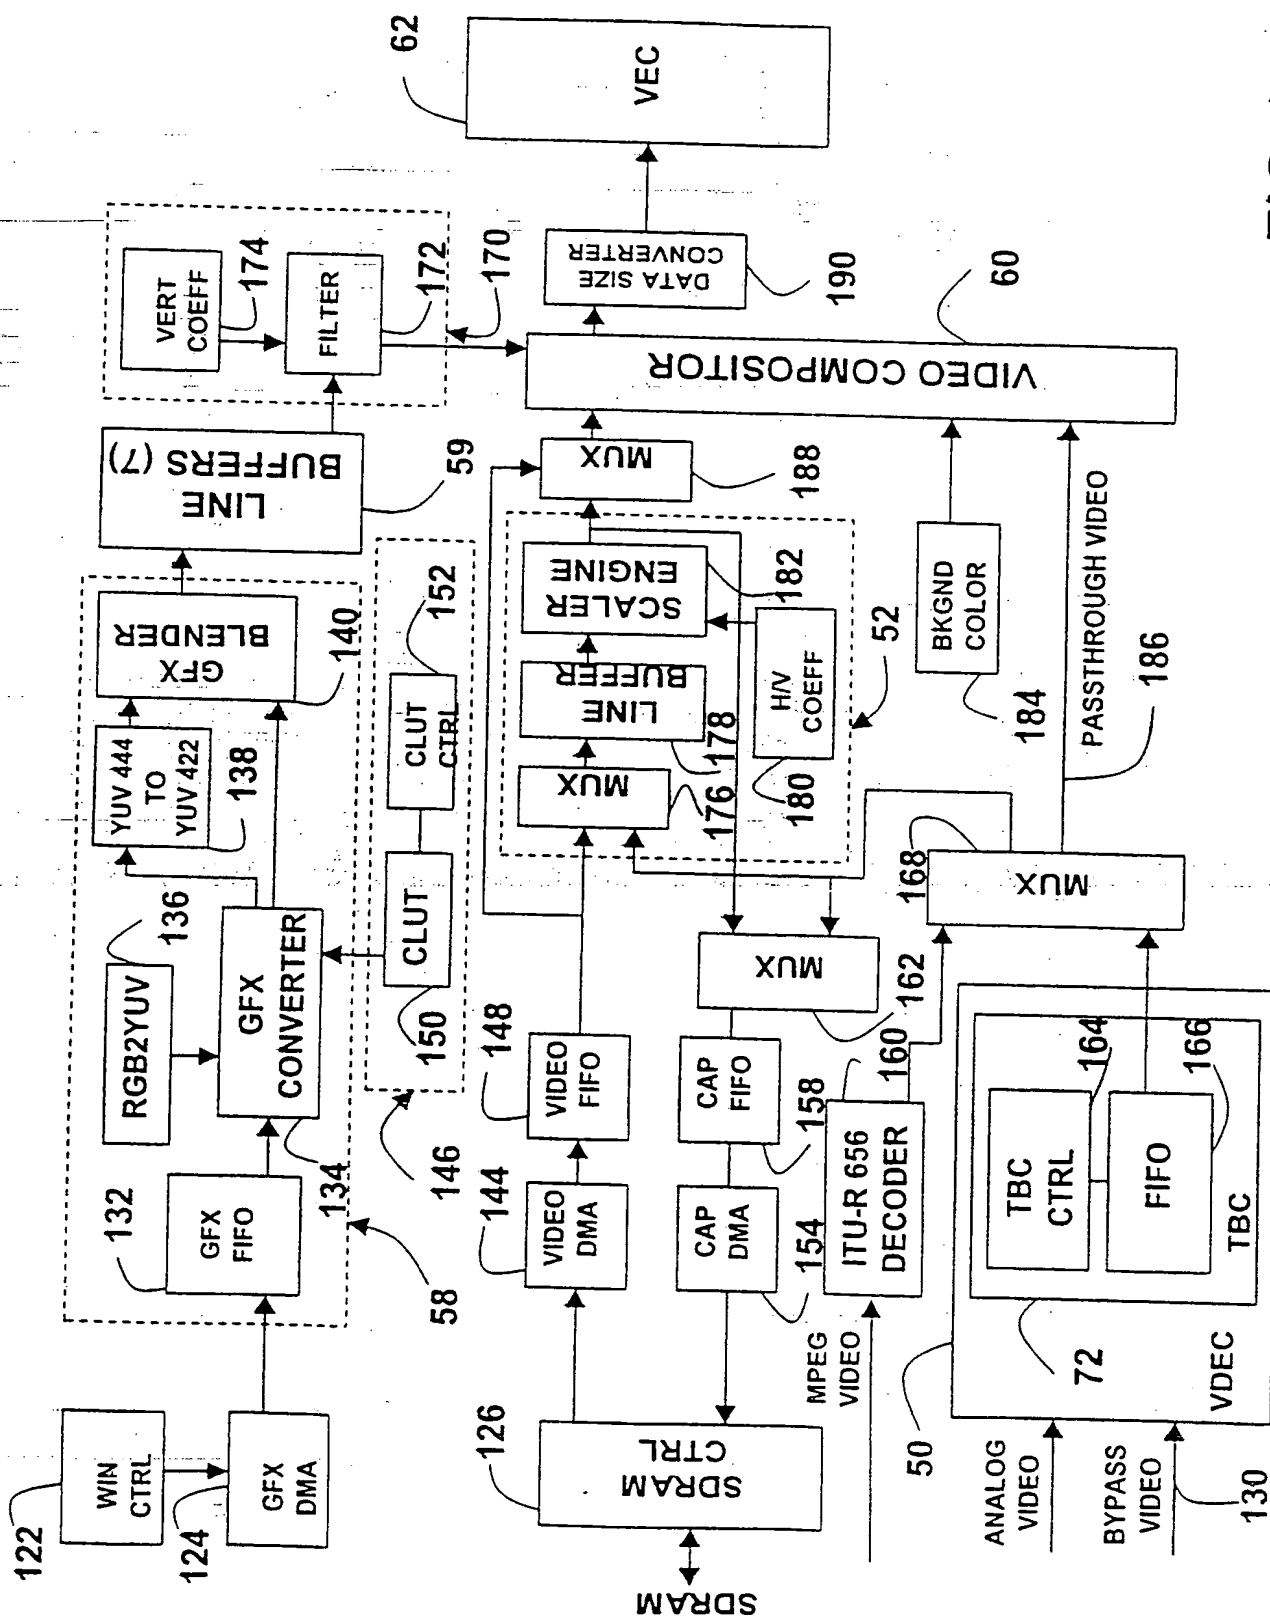 122
WIN
CTRL
124
GFX
DMA
132
GFX
FIFO
134
RGB2YUV
136
GFX
CONVERTER
YUV 444
TO
YUV 422
138
GFX
BLENDER
140
58
LINE
BUFFERS (7)
59
VERT
COEFF
174
FILTER
172
170
62
VEC
CLUT
150
CLUT
CTRL
152
146
SDRAM
SDRAM
CTRL
126
144
VIDEO
DMA
148
VIDEO
FIFO
CAP
DMA
154
CAP
FIFO
158
MUX
162
MUX
176
LINE
BUFFER
178
SCALER
ENGINE
182
H/V
COEFF
180
52
MUX
188
VIDEO COMPOSITOR
60
DATA SIZE
CONVERTER
190
MPEG
VIDEO
ITU-R 656
DECODER
160
MUX
168
BKGND
COLOR
184
PASSTHROUGH VIDEO
186
50
ANALOG
VIDEO
BYPASS
VIDEO
130
VDEC
72
TBC
CTRL
164
FIFO
166
TBC